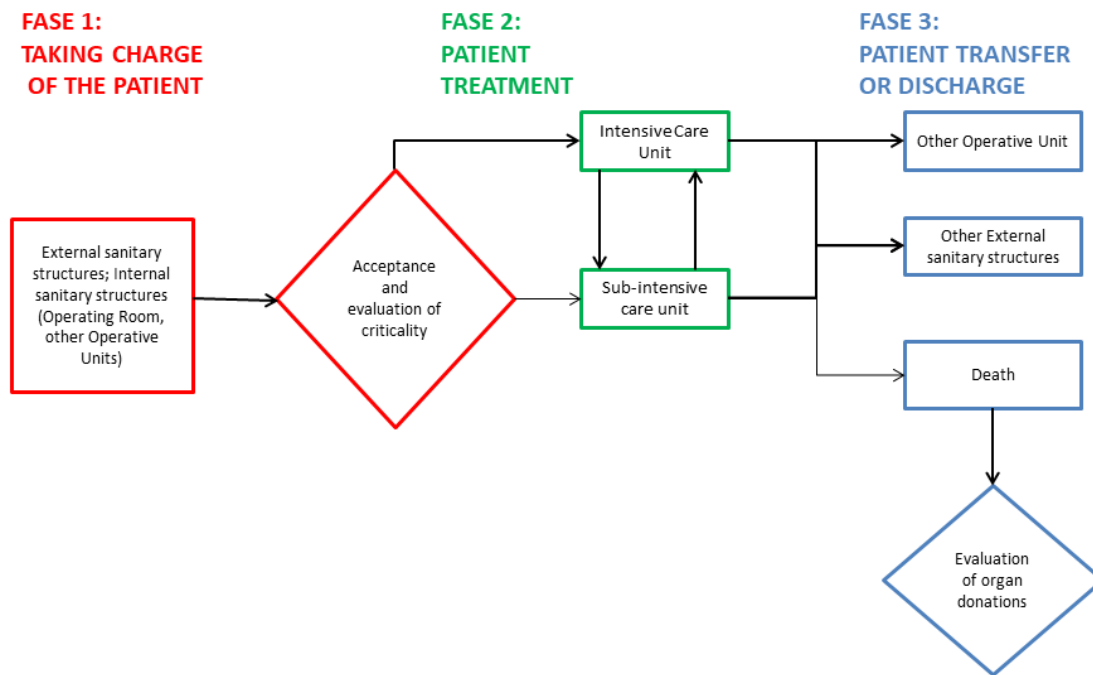 FASE 1:
TAKING CHARGE
OF THE PATIENT
FASE 2:
PATIENT
TREATMENT
FASE 3:
PATIENT TRANSFER
OR DISCHARGE
External sanitary
structures; Internal
sanitary structures
(Operating Room,
other Operative
Units)
Acceptance
and
evaluation of
criticality
Intensive Care
Unit
Sub-intensive
care unit
Other Operative Unit
Other External
sanitary structures
Death
Evaluation
of organ
donations